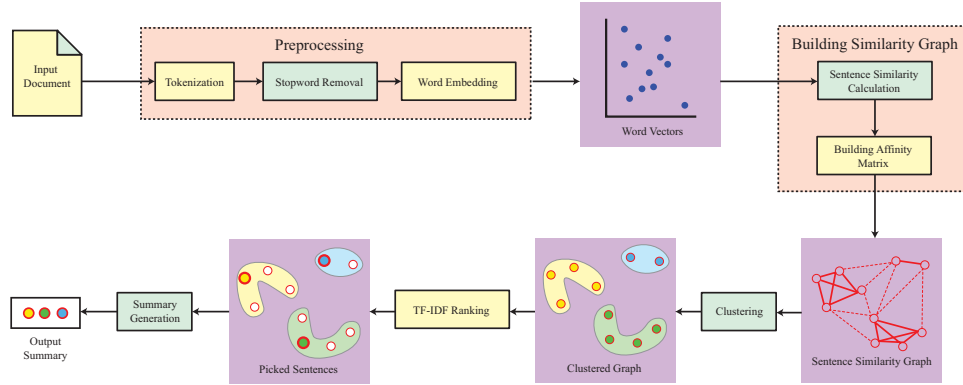 Preprocessing
Building Similarity Graph
Input
Document
Tokenization
Stopword Removal
Word Embedding
Word Vectors
Sentence Similarity
Calculation
Building Affinity
Matrix
Output
Summary
Summary
Generation
Picked Sentences
TF-IDF Ranking
Clustered Graph
Clustering
Sentence Similarity Graph